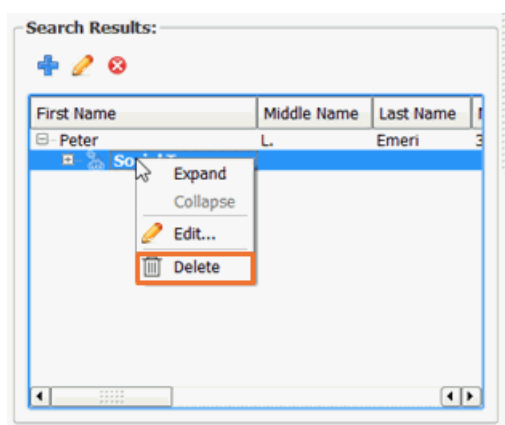 Search Results:
First Name Middle Name Last Name
Peter L. Emeri
Expand
Collapse
Edit...
Delete